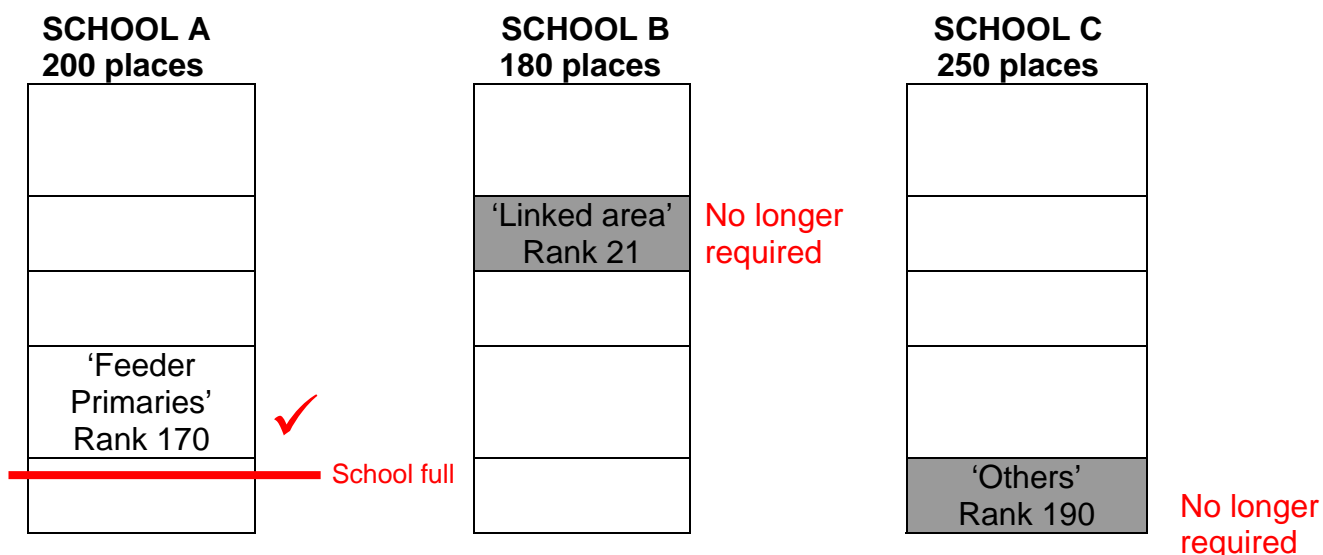 SCHOOL A
200 places
SCHOOL B
180 places
SCHOOL C
250 places
‘Linked area’
Rank 21
No longer
required
‘Feeder
Primaries’
Rank 170
School full
‘Others’
Rank 190
No longer
required